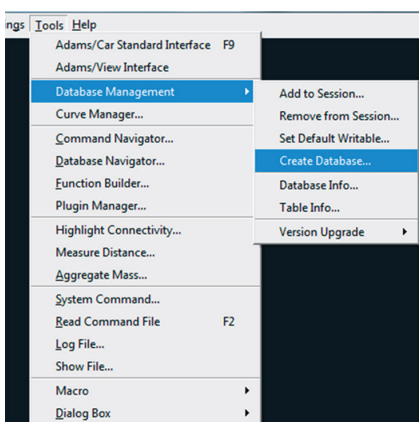 ngs Tools Help
Adams/Car Standard Interface F9
Adams/View Interface
Database Management
Curve Manager...
Command Navigator...
Database Navigator...
Function Builder...
Plugin Manager...
Highlight Connectivity...
Measure Distance...
Aggregate Mass...
System Command...
Read Command File F2
Log File...
Show File...
Macro
Dialog Box
Add to Session...
Remove from Session...
Set Default Writable...
Create Database...
Database Info...
Table Info...
Version Upgrade